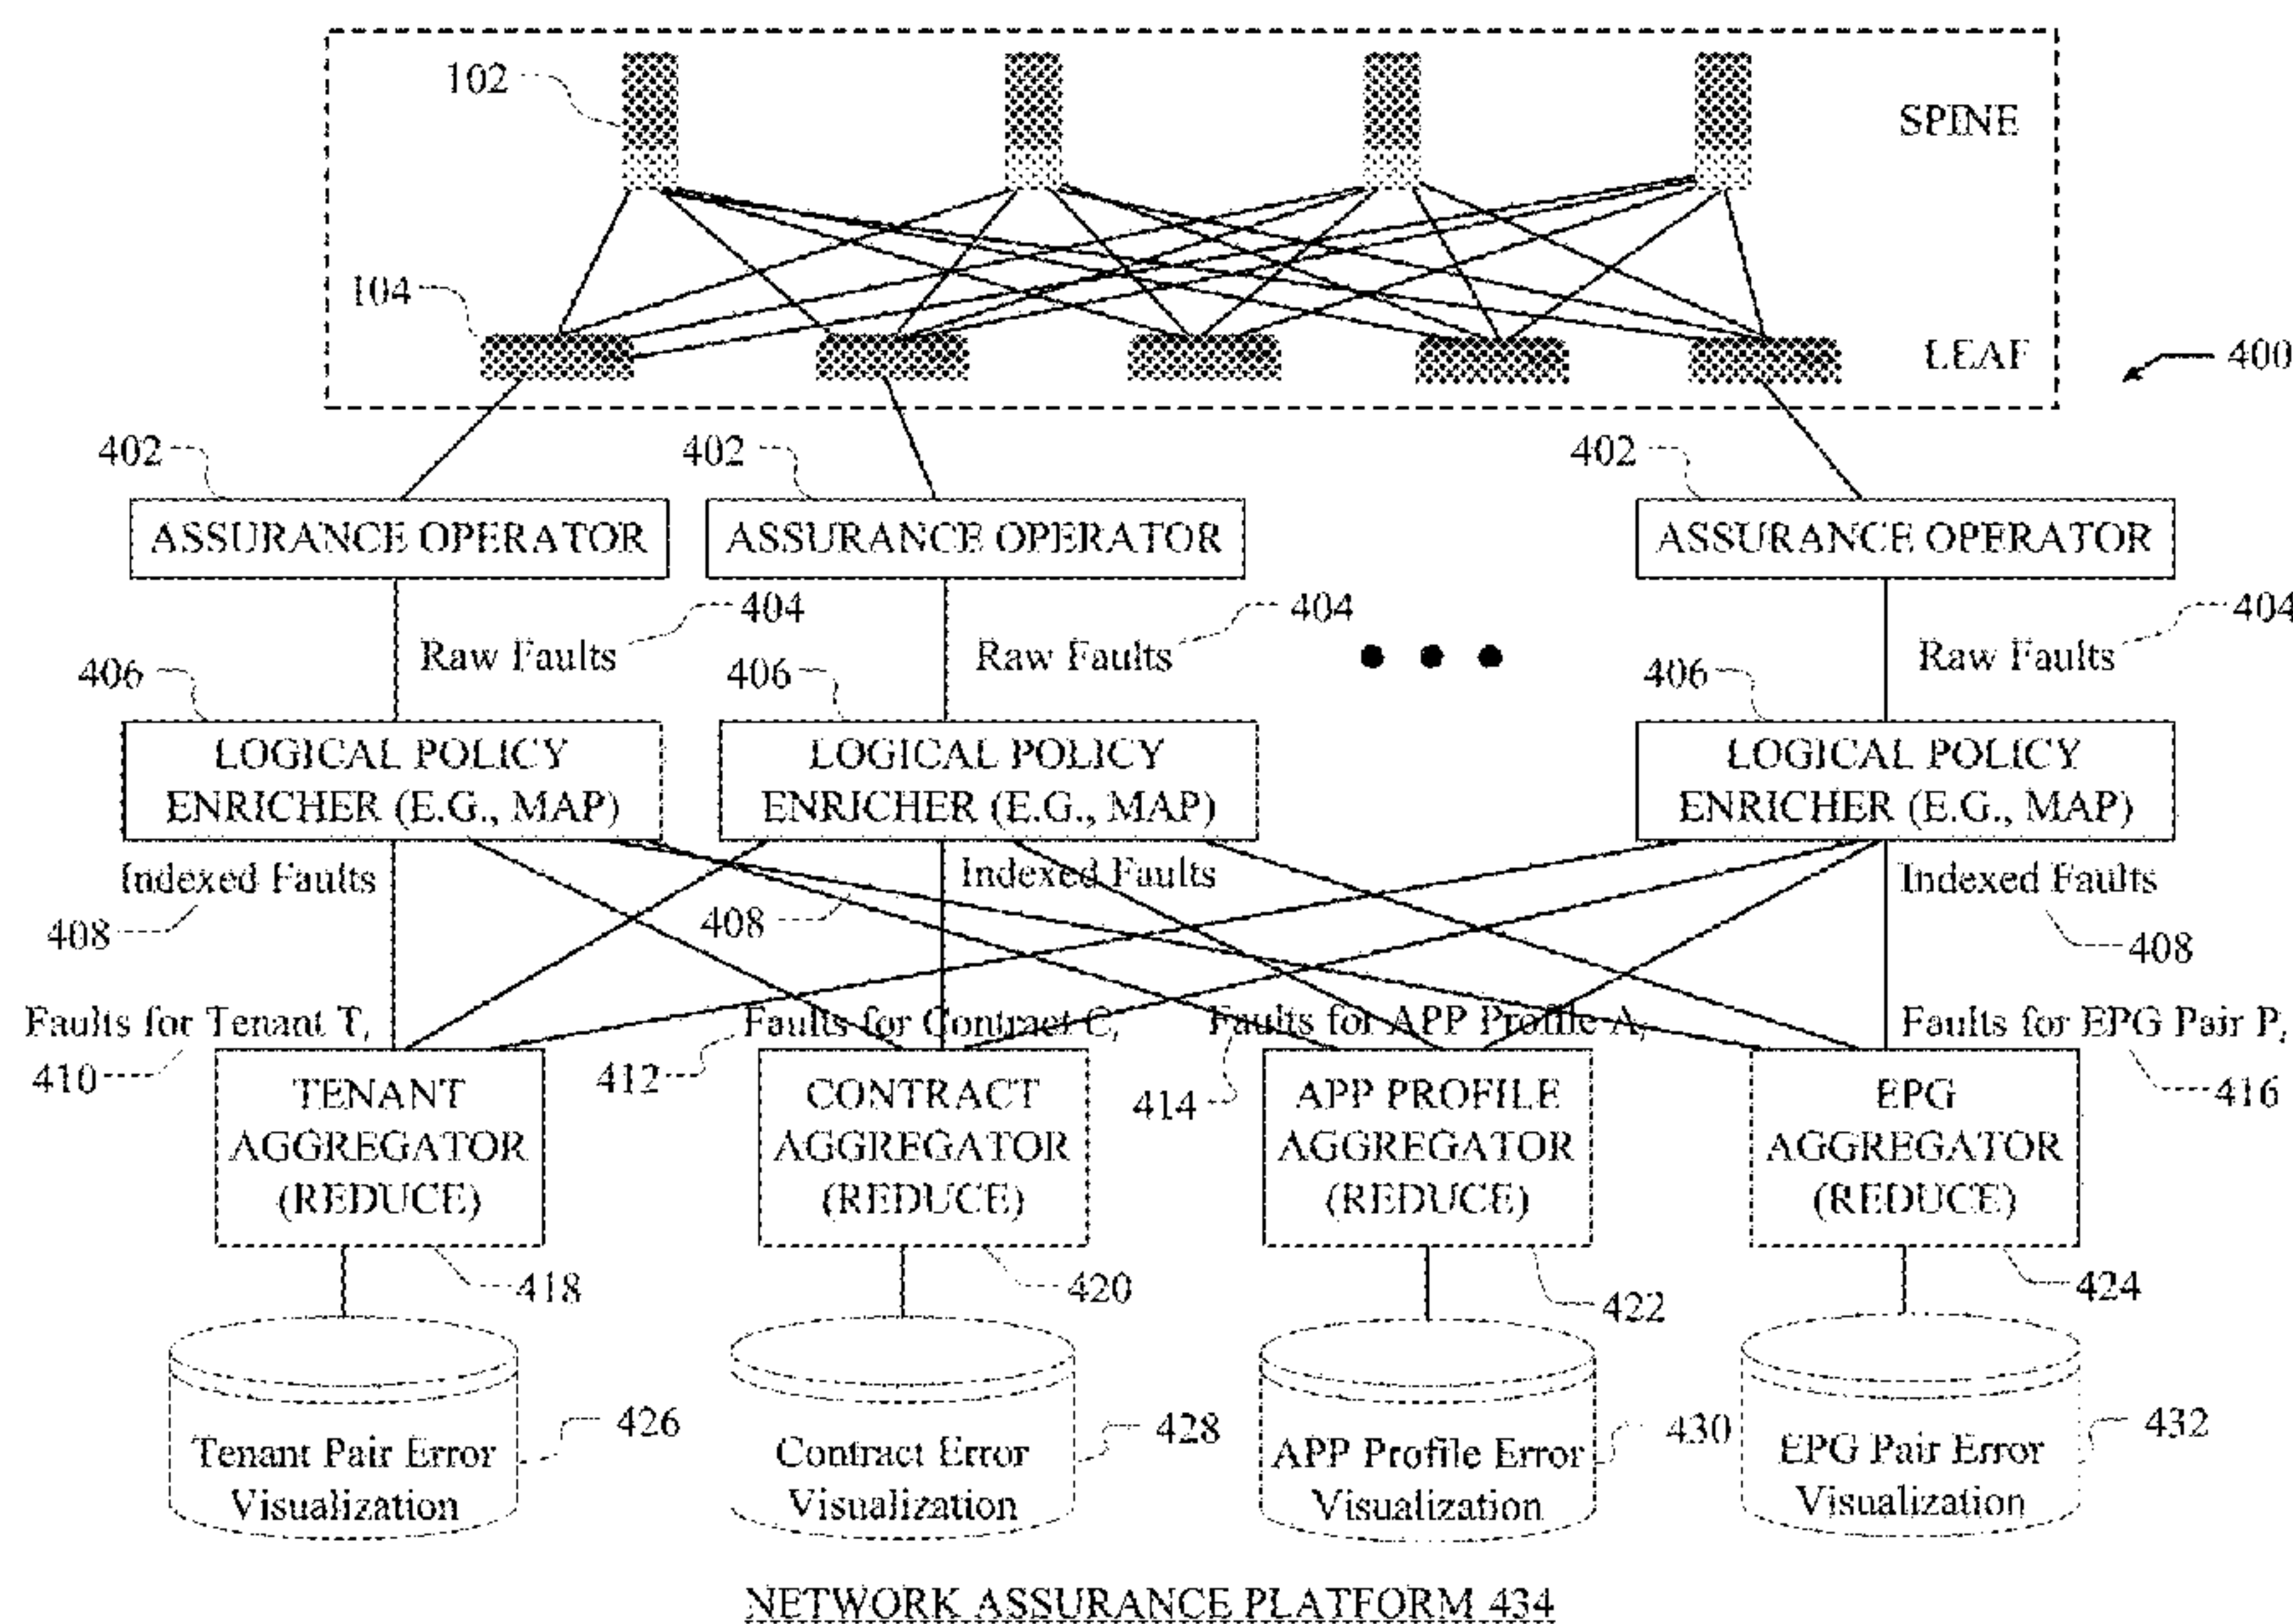 102
SPINE
104
LEAF
400
402
402
402
ASSURANCE OPERATOR
ASSURANCE OPERATOR
ASSURANCE OPERATOR
404
404
404
Raw Faults
Raw Faults
Raw Faults
406
406
406
LOGICAL POLICY
ENRICHER (E.G., MAP)
LOGICAL POLICY
ENRICHER (E.G., MAP)
LOGICAL POLICY
ENRICHER (E.G., MAP)
Indexed Faults
Indexed Faults
Indexed Faults
408
408
408
Faults for Tenant Ti
Faults for Contract Ci
Faults for APP Profile Ai
Faults for EPG Pair Pi
410
412
414
416
TENANT
AGGREGATOR
(REDUCE)
CONTRACT
AGGREGATOR
(REDUCE)
APP PROFILE
AGGREGATOR
(REDUCE)
EPG
AGGREGATOR
(REDUCE)
418
420
422
424
Tenant Pair Error
Visualization
426
Contract Error
Visualization
428
APP Profile Error
Visualization
430
EPG Pair Error
Visualization
432
NETWORK ASSURANCE PLATFORM 434